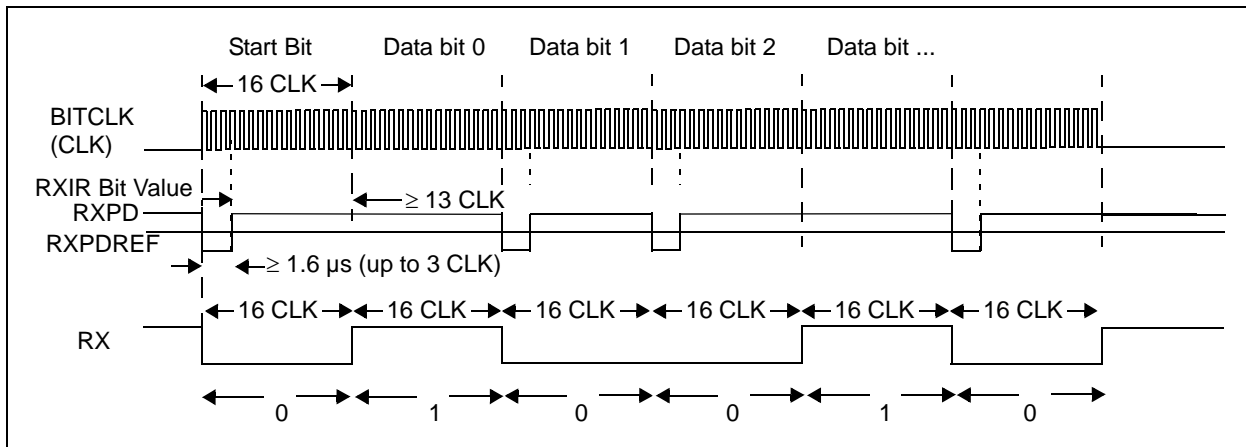 Start Bit Data bit 0 Data bit 1 Data bit 2 Data bit ...
16 CLK
BITCLK
(CLK)
RXIR Bit Value
≥ 13 CLK
RXPD
RXPDREF
≥ 1.6 µs (up to 3 CLK)
16 CLK 16 CLK 16 CLK 16 CLK 16 CLK 16 CLK
RX
0 1 0 0 1 0